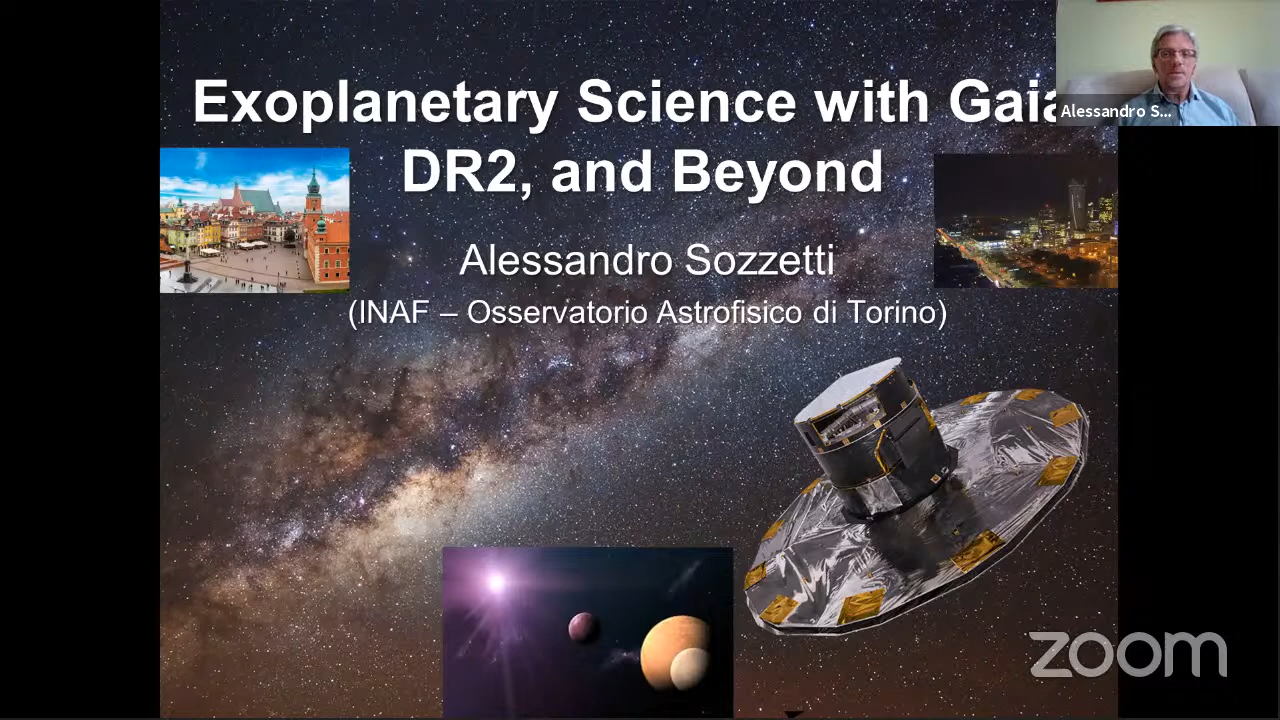 Exoplanetary Science with Gaia
DR2, and Beyond
Alessandro S...
Alessandro Sozzetti
(INAF – Osservatorio Astrofisico di Torino)
zoom